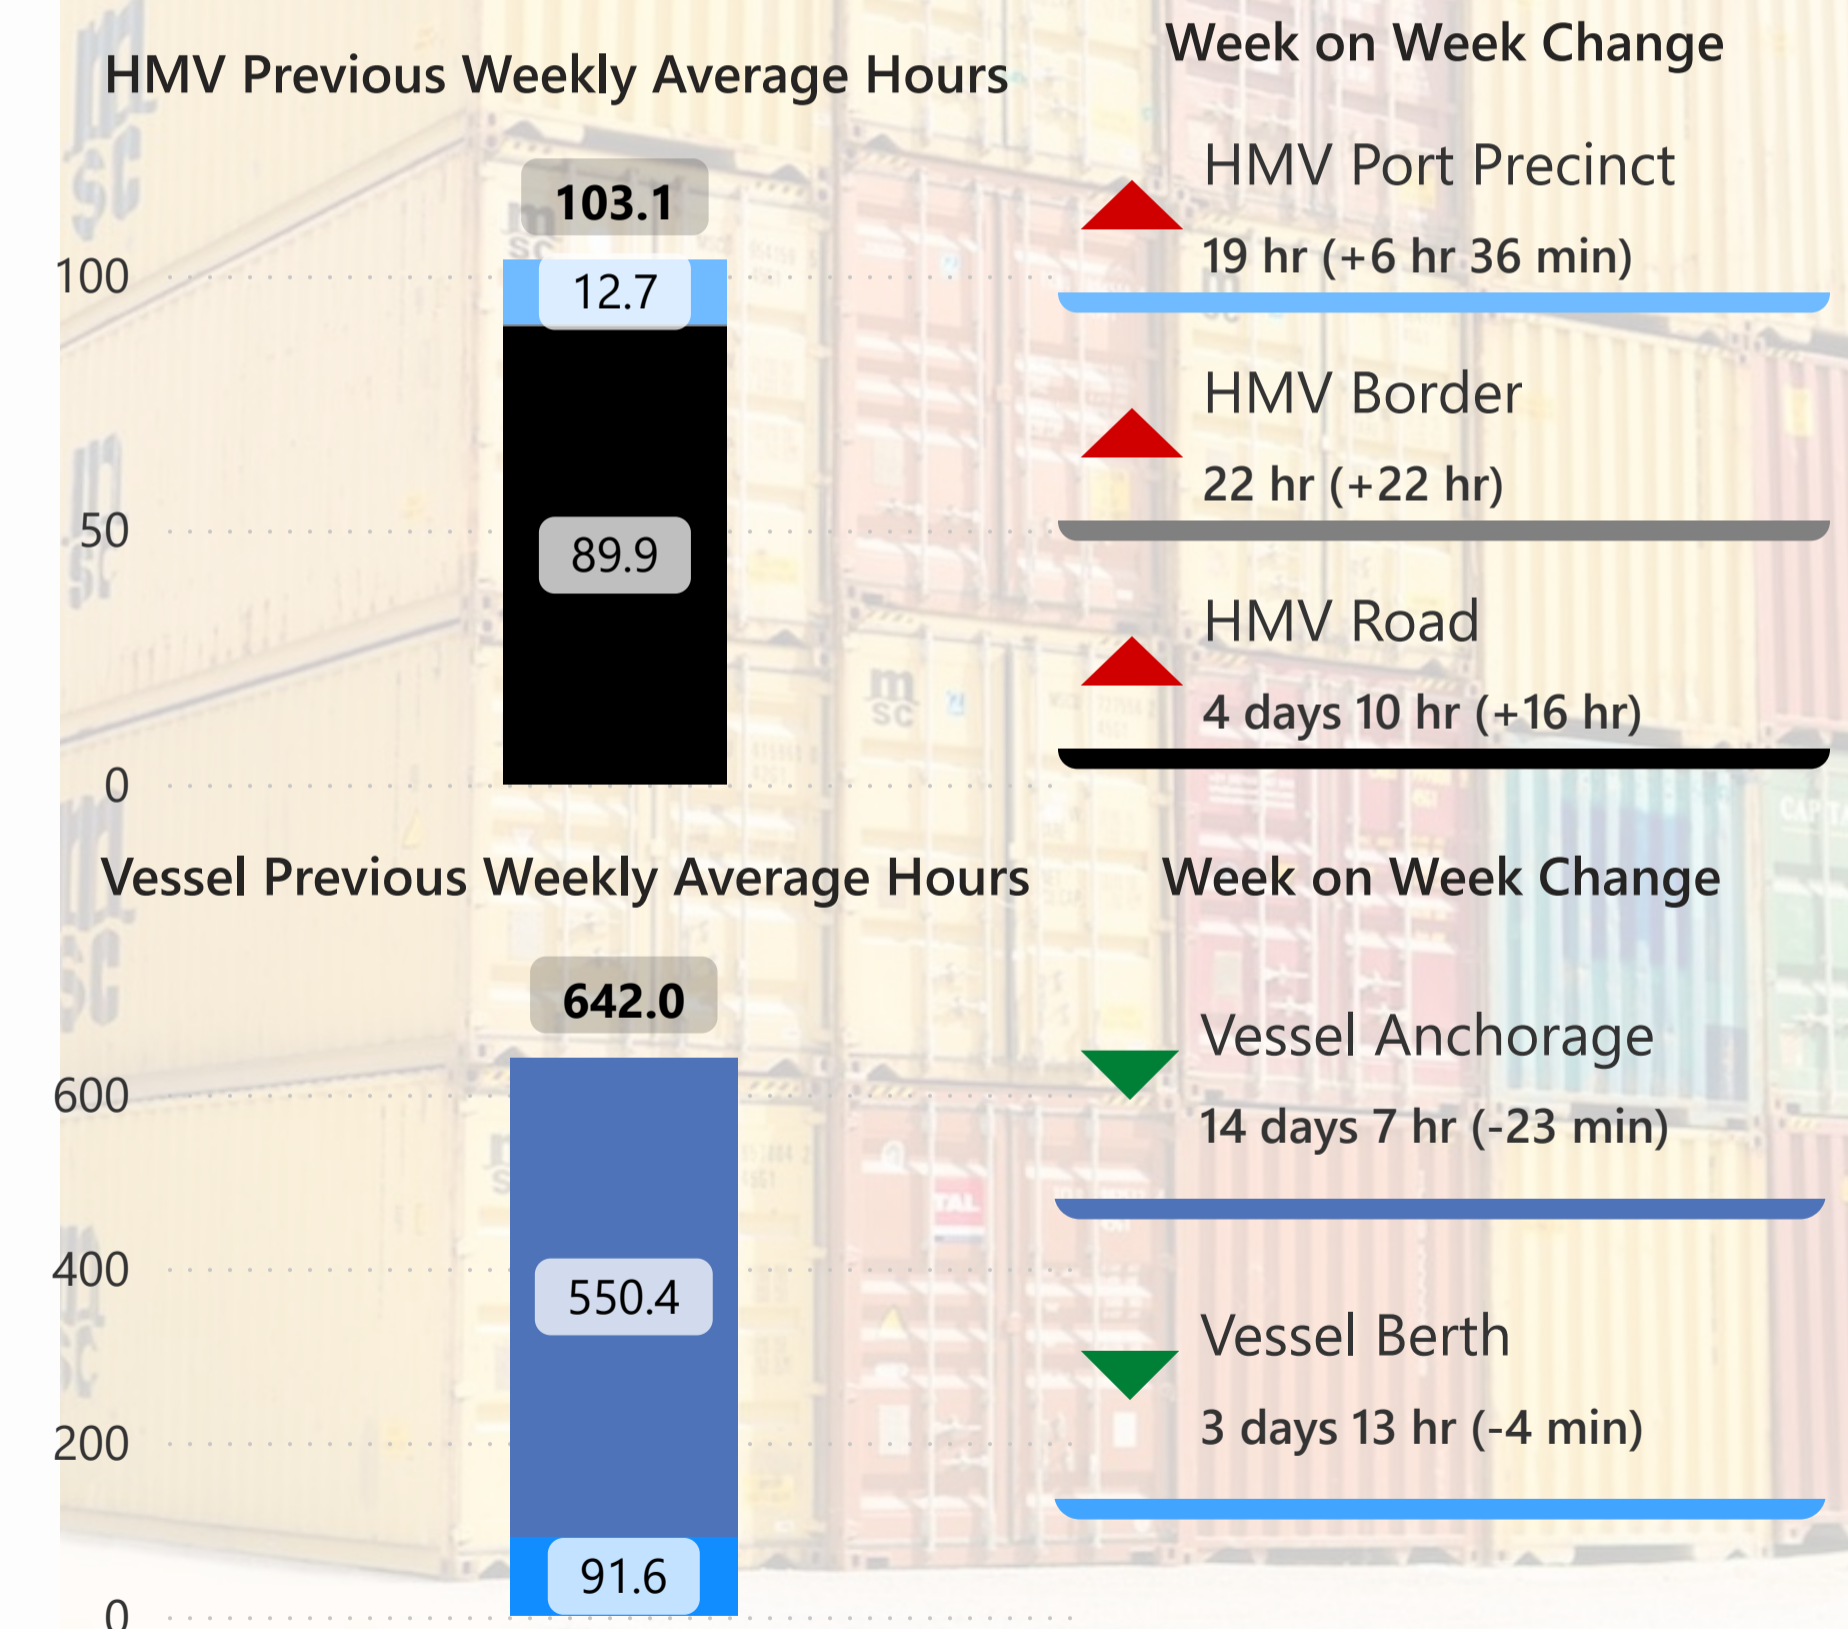 HMV Previous Weekly Average Hours
103.1
100
12.7
50
89.9
0
Week on Week Change
HMV Port Precinct
19 hr (+6 hr 36 min)
HMV Border
22 hr (+22 hr)
HMV Road
4 days 10 hr (+16 hr)
Vessel Previous Weekly Average Hours
642.0
600
400
550.4
200
91.6
0
Week on Week Change
Vessel Anchorage
14 days 7 hr (-23 min)
Vessel Berth
3 days 13 hr (-4 min)
m
sc
TAL